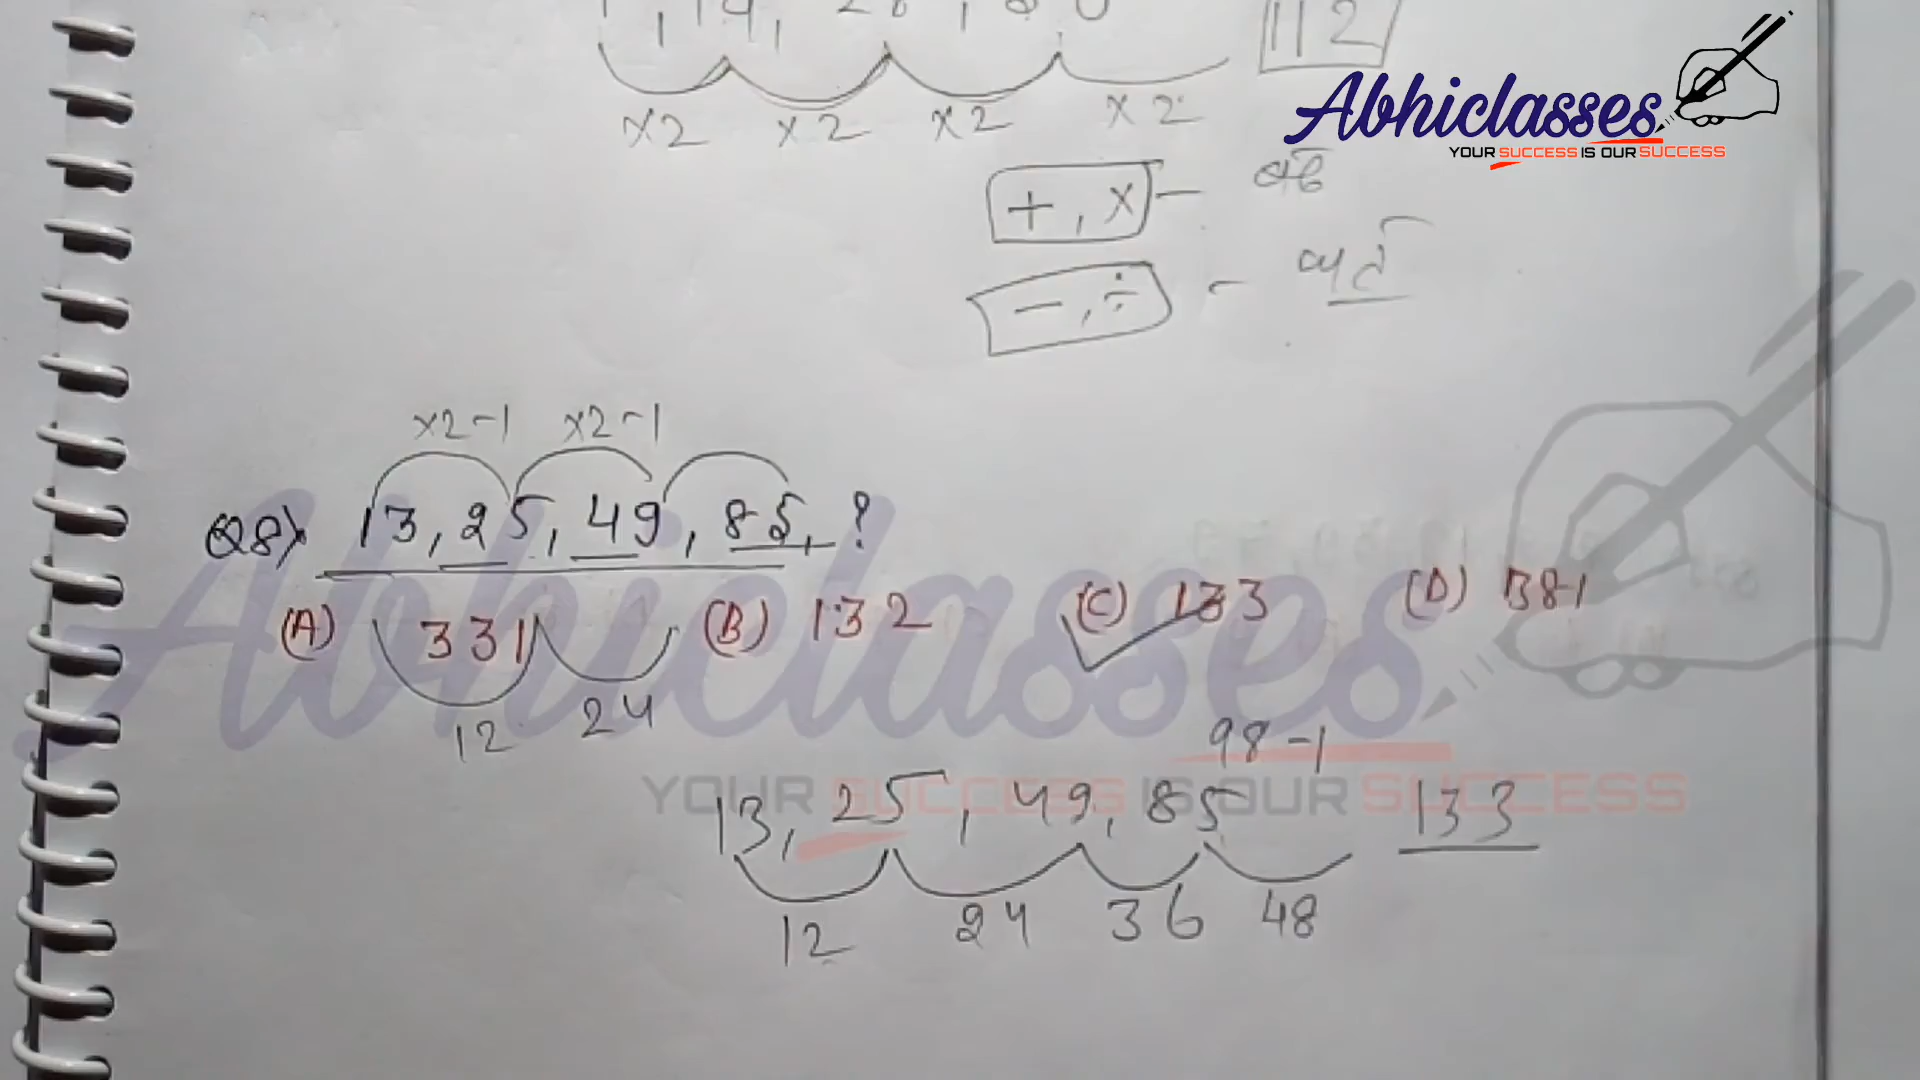 112
×2 ×2 ×2 ×2
Abhiclasses
YOUR SUCCESS IS OUR SUCCESS
+, ×
-, ÷ -
×2-1 ×2-1
Q8) 13, 25, 49, 85, ?
(A) 331 (B) 132 (C) 133 (D) 381
12 24
98-1
Abhiclasses
YOUR SUCCESS IS OUR SUCCESS
13, 25, 49, 85 133
12 24 36 48